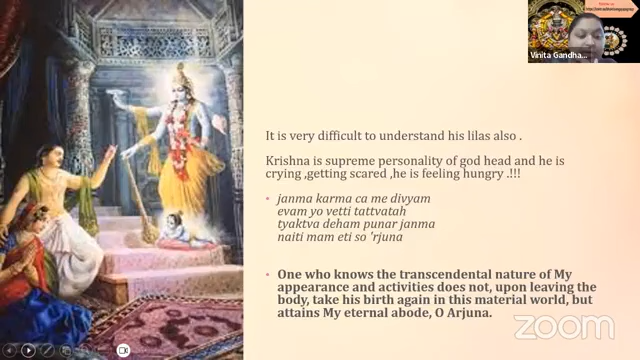 Vinita Gandha...
It is very difficult to understand his lilas also .
Krishna is supreme personality of god head and he is
crying ,getting scared ,he is feeling hungry .!!!
• janma karma ca me divyam
evam yo vetti tattvatah
tyaktva deham punar janma
naiti mam eti so 'rjuna
• One who knows the transcendental nature of My
appearance and activities does not, upon leaving the
body, take his birth again in this material world, but
attains My eternal abode, O Arjuna.
zoom